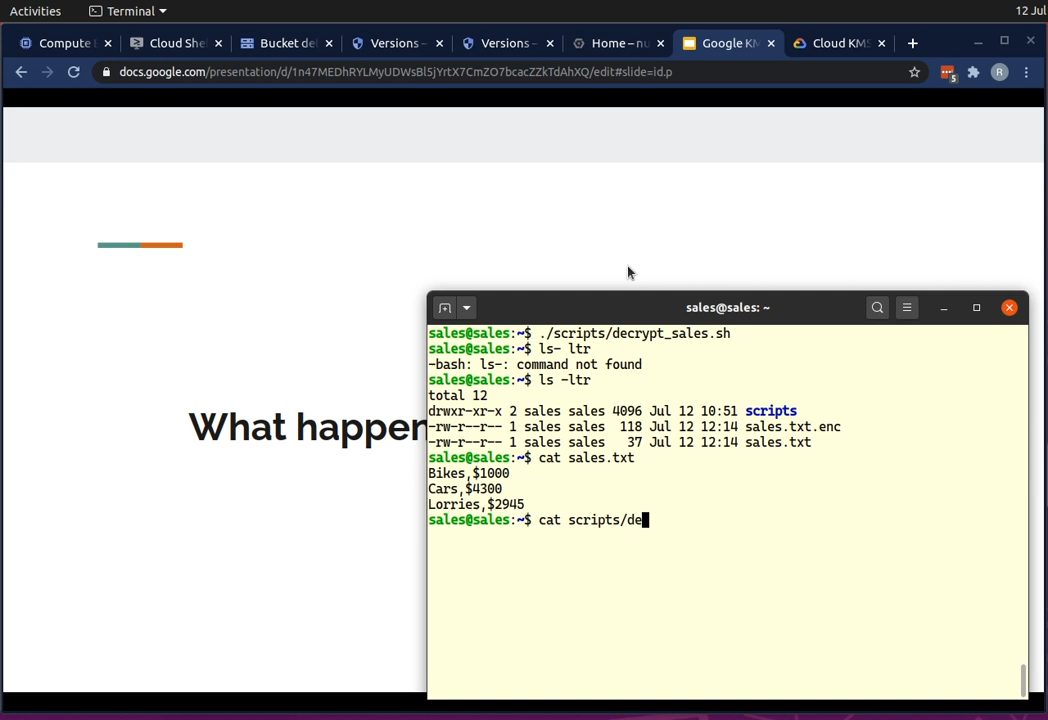 Activities Terminal 12 Jul
Compute E Cloud She Bucket de Versions – Versions – Home – nu Google KM Cloud KMS
docs.google.com/presentation/d/1n47MEDhRYLMyUDWsBl5jYrtX7CmZO7bcacZZkTdAhXQ/edit#slide=id.p 5 R
What happen
sales@sales: ~
sales@sales:~$ ./scripts/decrypt_sales.sh
sales@sales:~$ ls- ltr
-bash: ls-: command not found
sales@sales:~$ ls -ltr
total 12
drwxr-xr-x 2 sales sales 4096 Jul 12 10:51 scripts
-rw-r--r-- 1 sales sales  118 Jul 12 12:14 sales.txt.enc
-rw-r--r-- 1 sales sales   37 Jul 12 12:14 sales.txt
sales@sales:~$ cat sales.txt
Bikes,$1000
Cars,$4300
Lorries,$2945
sales@sales:~$ cat scripts/de